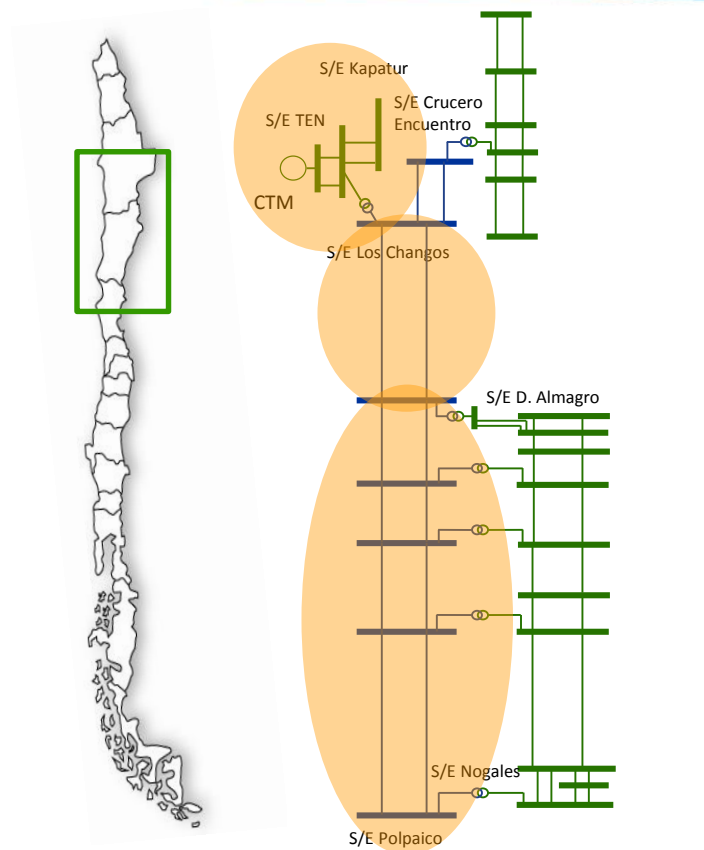 S/E Kapatur
S/E Crucero
Encuentro
S/E TEN
CTM
S/E Los Changos
S/E D. Almagro
S/E Nogales
S/E Polpaico